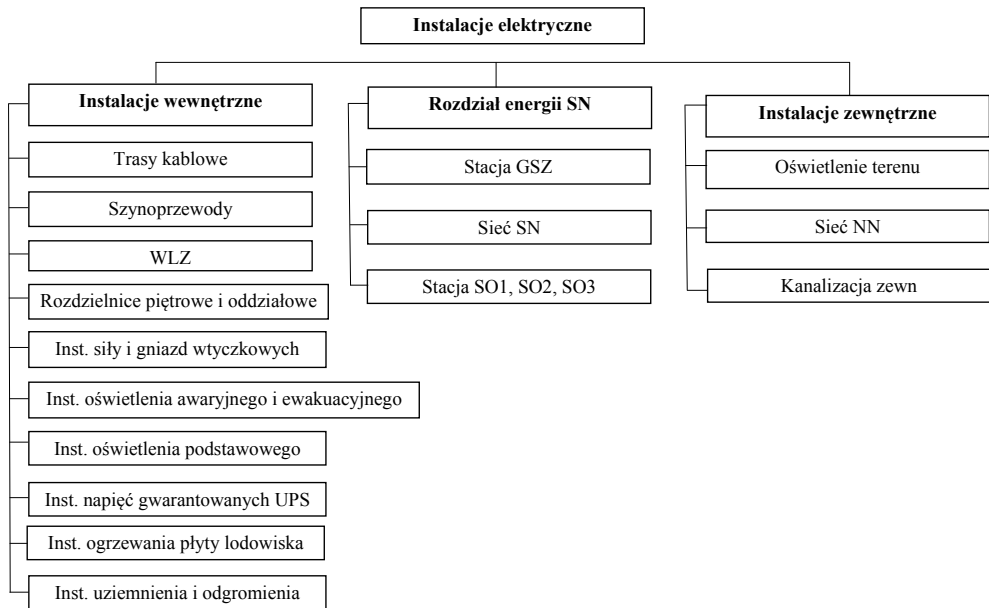 Instalacje elektryczne
Instalacje wewnętrzne
Trasy kablowe
Szynoprzewody
WLZ
Rozdzielnice piętrowe i oddziałowe
Inst. siły i gniazd wtyczkowych
Inst. oświetlenia awaryjnego i ewakuacyjnego
Inst. oświetlenia podstawowego
Inst. napięć gwarantowanych UPS
Inst. ogrzewania płyty lodowiska
Inst. uziemnienia i odgromienia
Rozdział energii SN
Stacja GSZ
Sieć SN
Stacja SO1, SO2, SO3
Instalacje zewnętrzne
Oświetlenie terenu
Sieć NN
Kanalizacja zewn